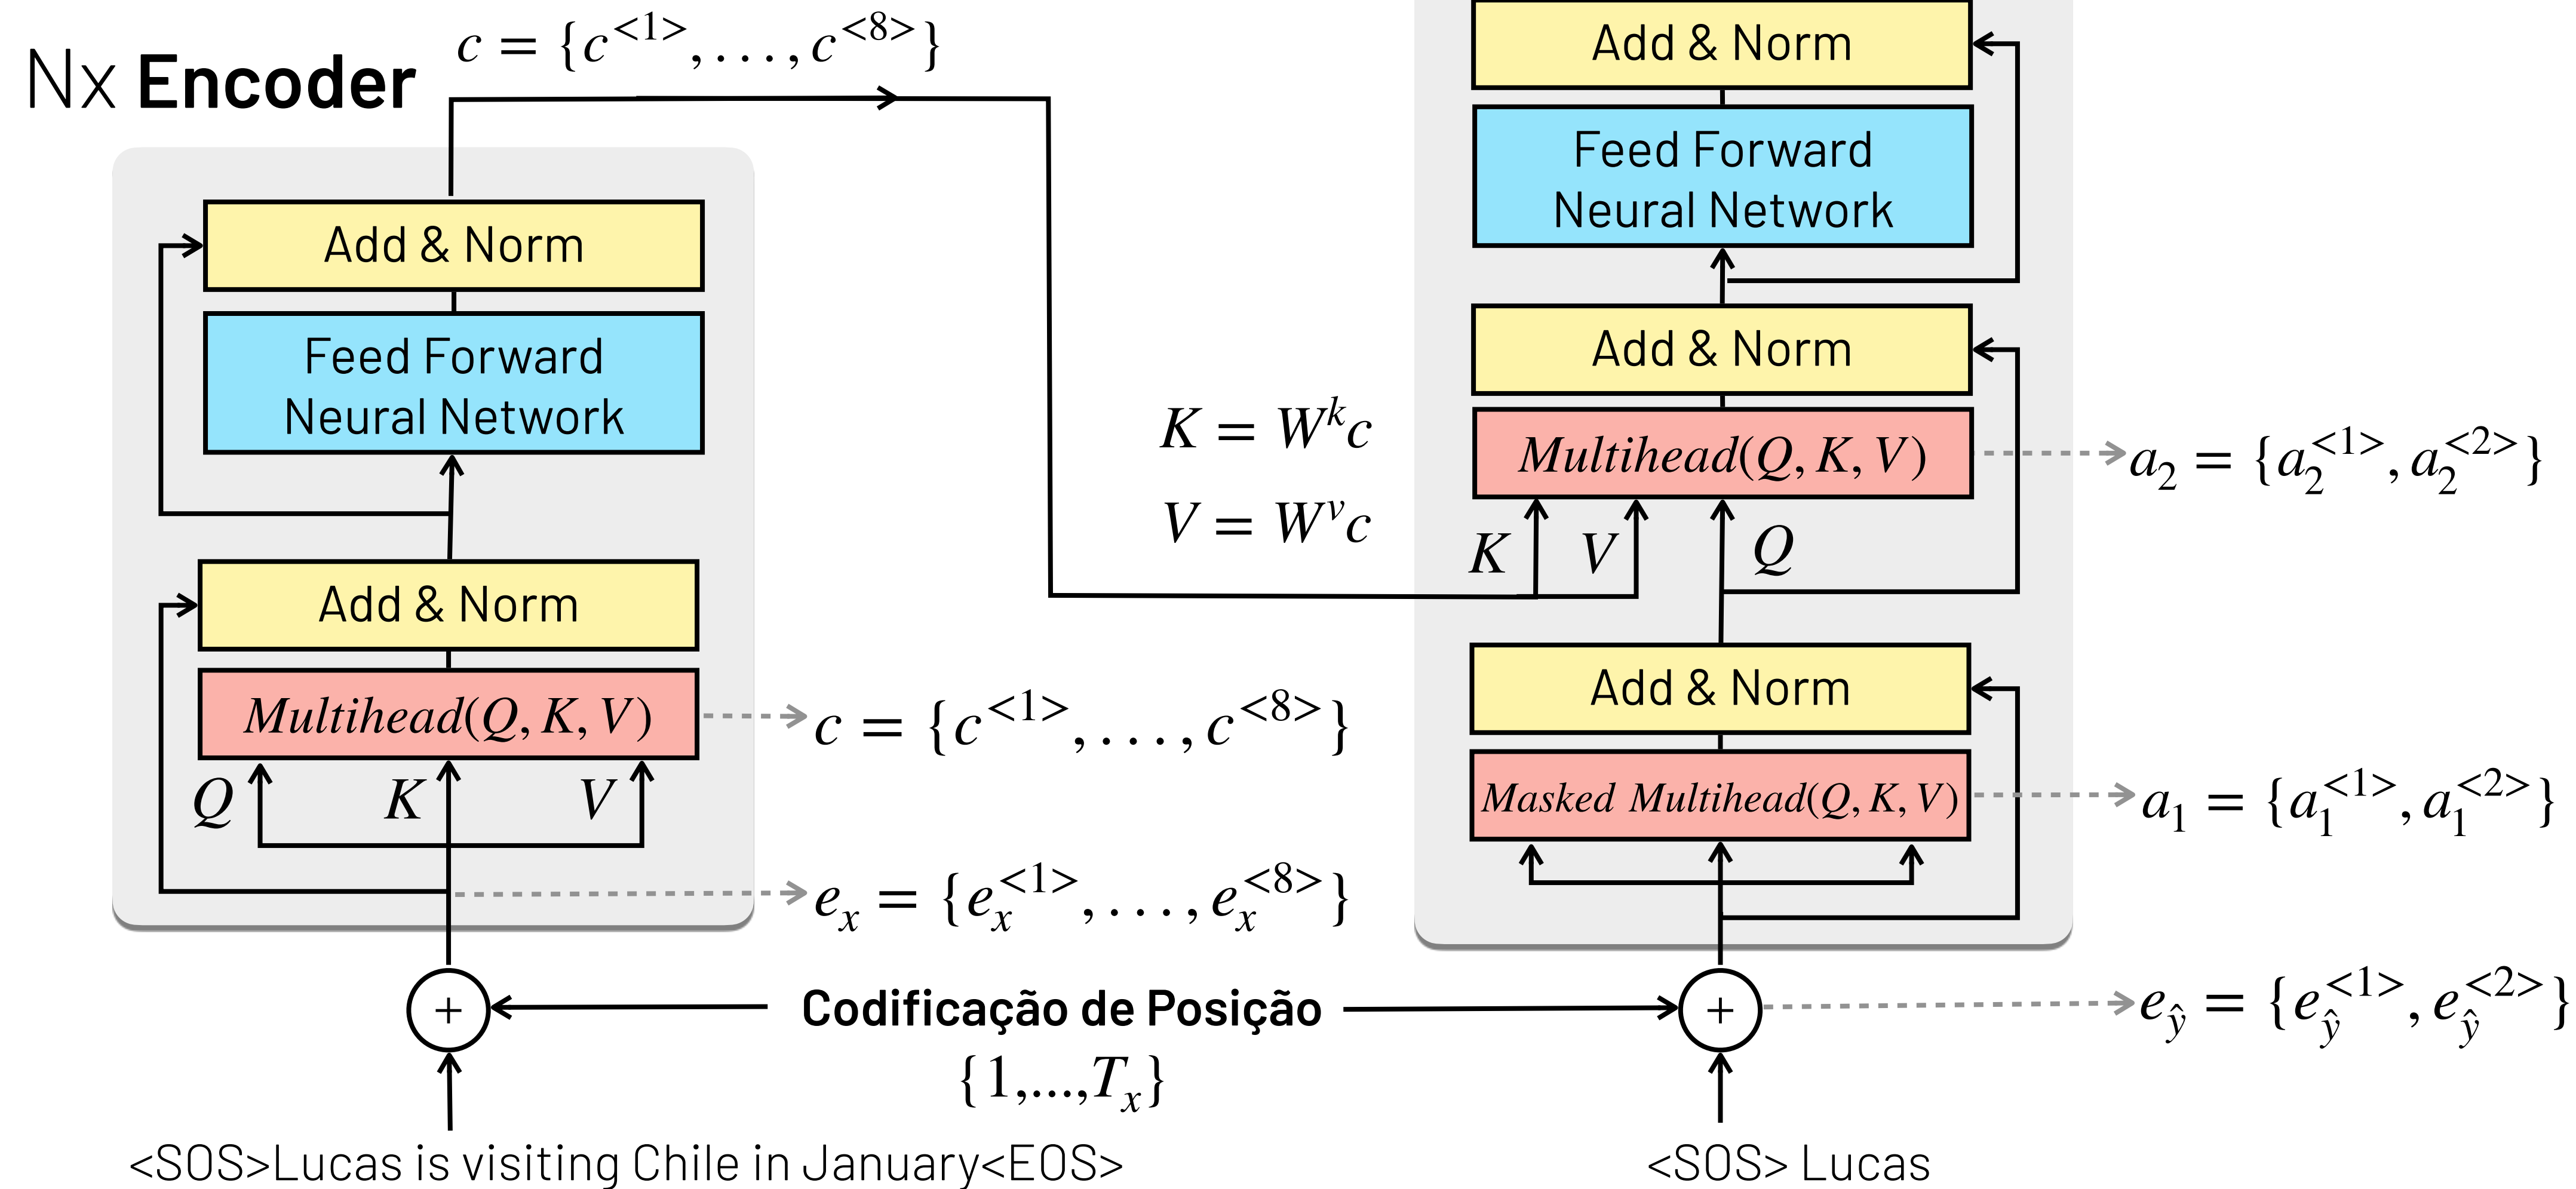 Nx Encoder
c = {c^{<1>}, . . . , c^{<8>}}
Add & Norm
Feed Forward
Neural Network
Add & Norm
Multihead(Q, K, V)
Q
K
V
c = {c^{<1>}, . . . , c^{<8>}}
e_x = {e_x^{<1>}, . . . , e_x^{<8>}}
+
<SOS>Lucas is visiting Chile in January<EOS>
Codificação de Posição
{1,...,T_x}
K = W^k c
V = W^v c
Add & Norm
Feed Forward
Neural Network
Add & Norm
Multihead(Q, K, V)
K
V
Q
a_2 = {a_2^{<1>}, a_2^{<2>}}
Add & Norm
Masked Multihead(Q, K, V)
a_1 = {a_1^{<1>}, a_1^{<2>}}
+
e_ŷ = {e_ŷ^{<1>}, e_ŷ^{<2>}}
<SOS> Lucas